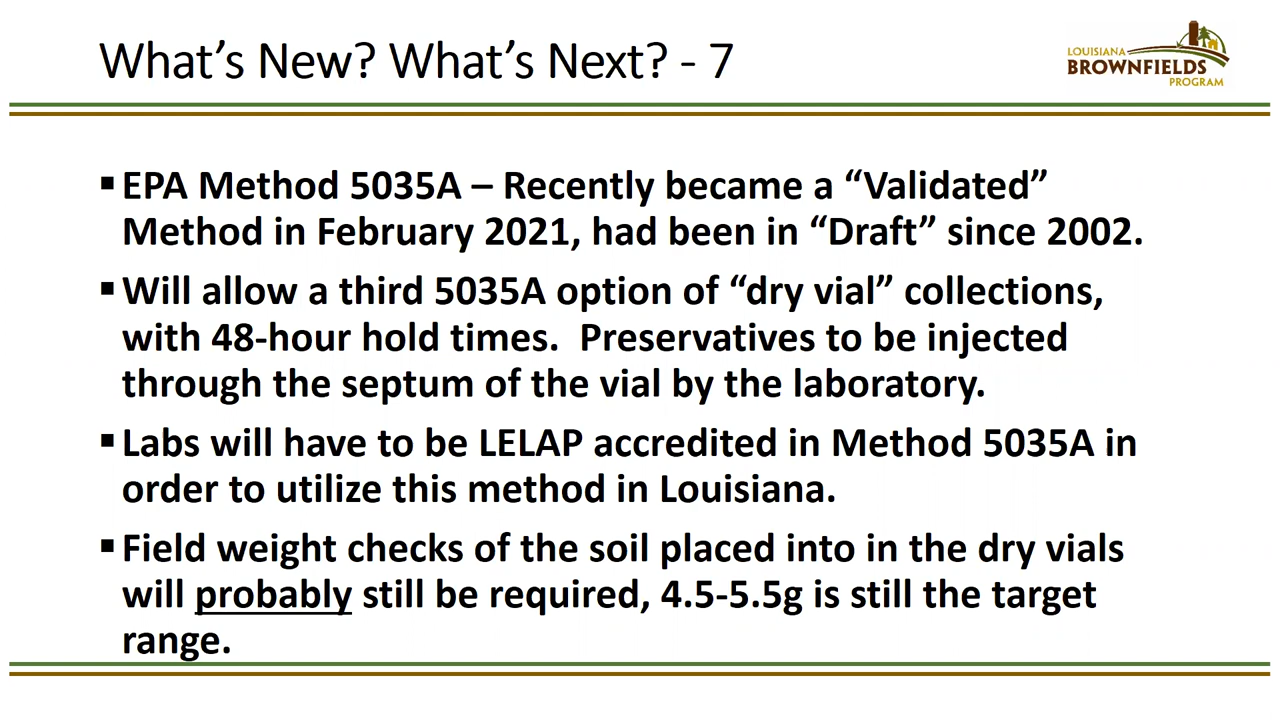 What’s New? What’s Next? - 7
LOUISIANA
BROWNFIELDS
PROGRAM
▪EPA Method 5035A – Recently became a “Validated”
Method in February 2021, had been in “Draft” since 2002.
▪Will allow a third 5035A option of “dry vial” collections,
with 48-hour hold times.  Preservatives to be injected
through the septum of the vial by the laboratory.
▪Labs will have to be LELAP accredited in Method 5035A in
order to utilize this method in Louisiana.
▪Field weight checks of the soil placed into in the dry vials
will probably still be required, 4.5-5.5g is still the target
range.